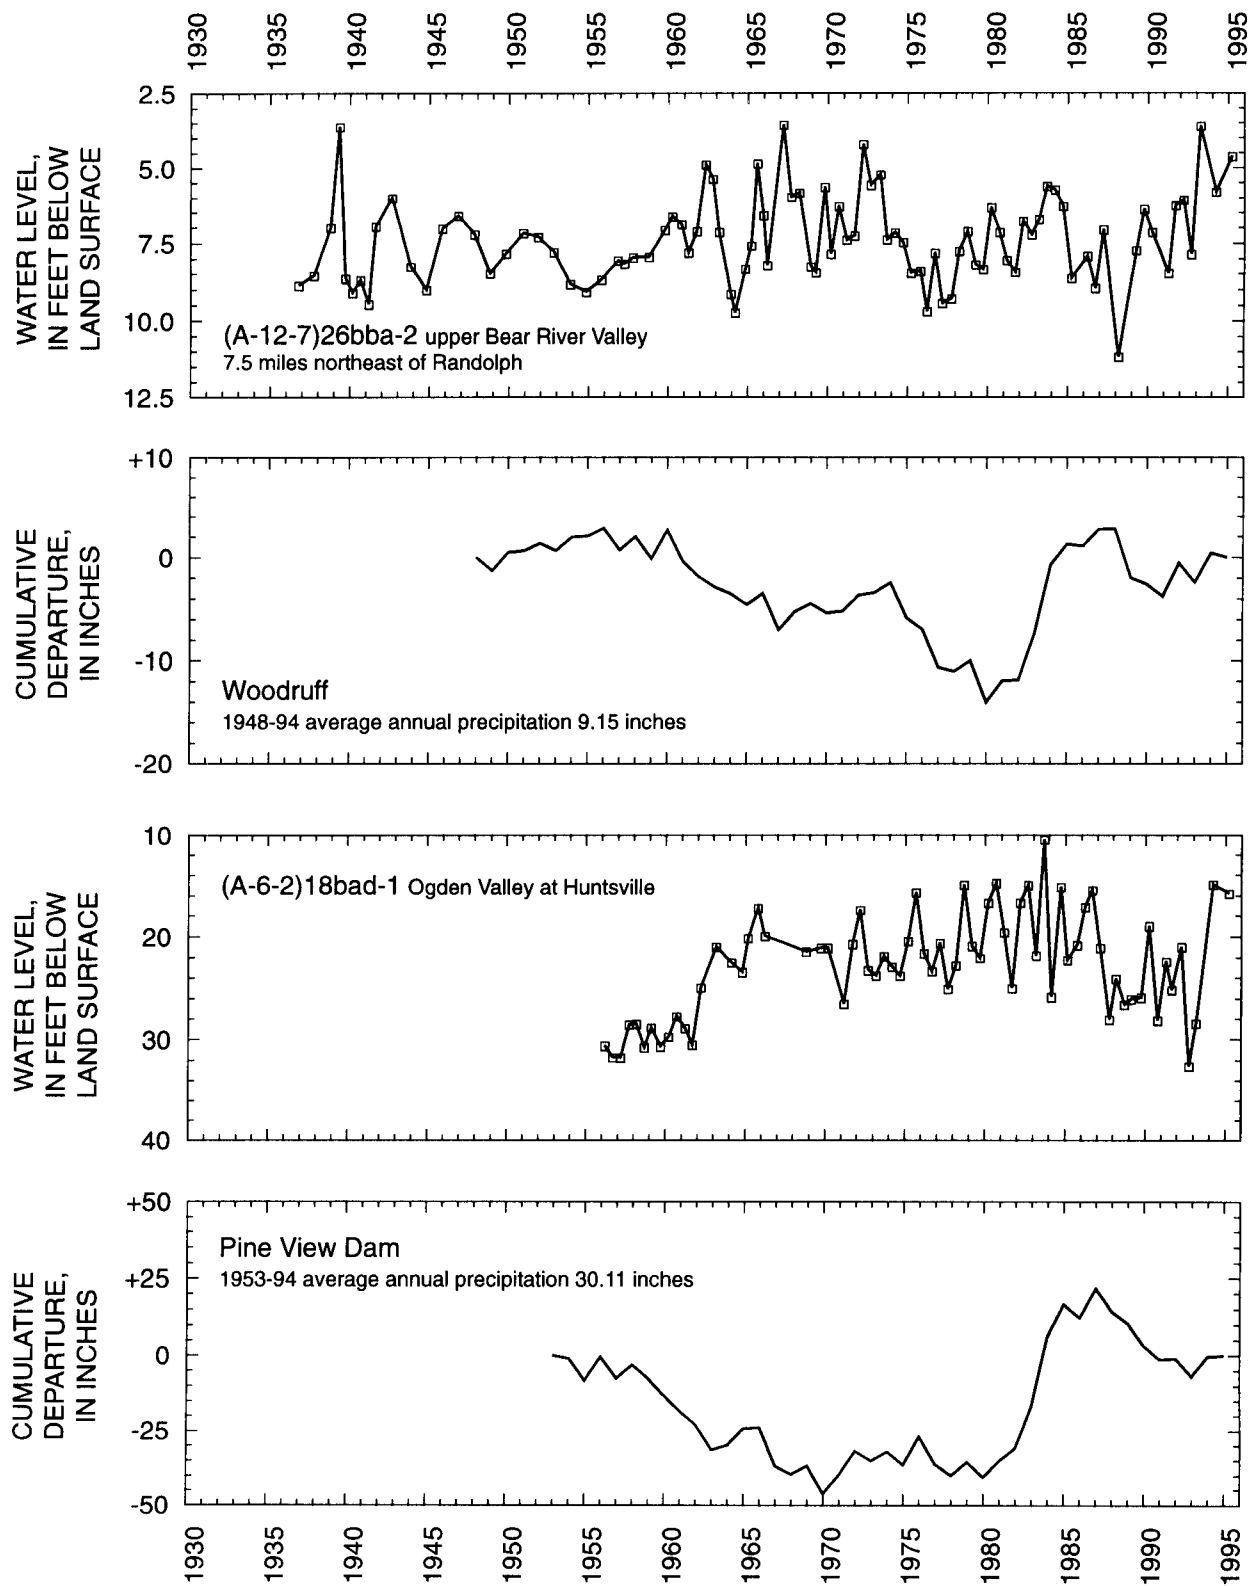 1930 1935 1940 1945 1950 1955 1960 1965 1970 1975 1980 1985 1990 1995
WATER LEVEL,
IN FEET BELOW
LAND SURFACE
2.5
5.0
7.5
10.0
12.5
(A-12-7)26bba-2 upper Bear River Valley
7.5 miles northeast of Randolph
CUMULATIVE
DEPARTURE,
IN INCHES
+10
0
-10
-20
Woodruff
1948-94 average annual precipitation 9.15 inches
WATER LEVEL,
IN FEET BELOW
LAND SURFACE
10
20
30
40
(A-6-2)18bad-1 Ogden Valley at Huntsville
CUMULATIVE
DEPARTURE,
IN INCHES
+50
+25
0
-25
-50
Pine View Dam
1953-94 average annual precipitation 30.11 inches
1930 1935 1940 1945 1950 1955 1960 1965 1970 1975 1980 1985 1990 1995